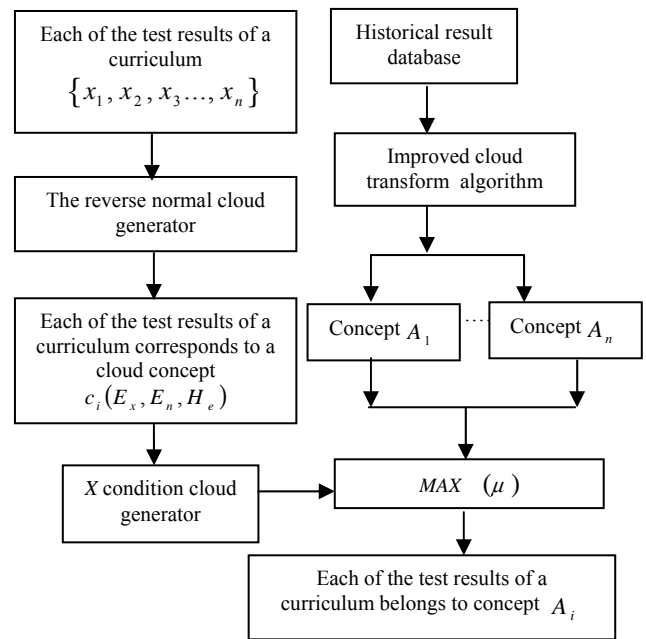 Each of the test results of a
curriculum
{x₁, x₂, x₃..., xₙ}
The reverse normal cloud
generator
Each of the test results of a
curriculum corresponds to a
cloud concept
cᵢ(Eₓ, Eₙ, Hₑ)
X condition cloud
generator
Historical result
database
Improved cloud
transform algorithm
Concept A₁
.....
Concept Aₙ
MAX (μ)
Each of the test results of a
curriculum belongs to concept Aᵢ